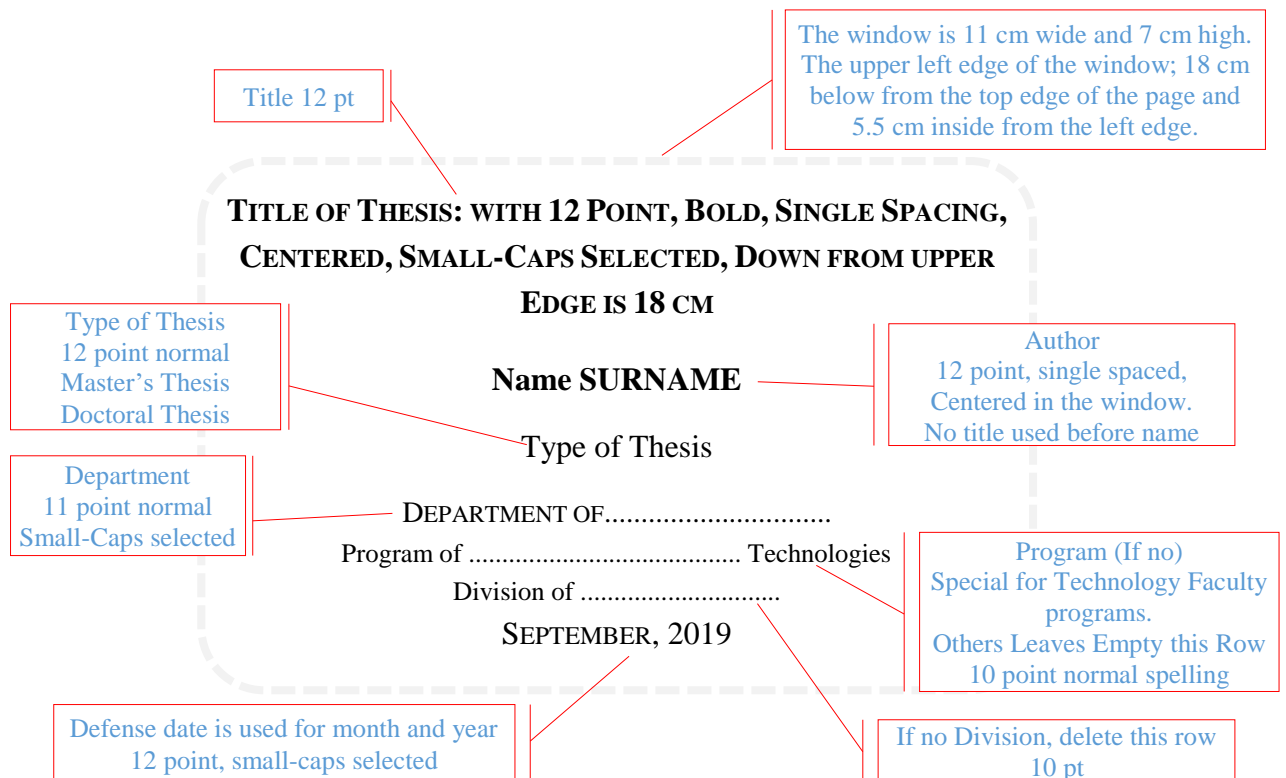 The window is 11 cm wide and 7 cm high.
The upper left edge of the window; 18 cm
below from the top edge of the page and
5.5 cm inside from the left edge.
Title 12 pt
TITLE OF THESIS: WITH 12 POINT, BOLD, SINGLE SPACING,
CENTERED, SMALL-CAPS SELECTED, DOWN FROM UPPER
EDGE IS 18 CM
Type of Thesis
12 point normal
Master’s Thesis
Doctoral Thesis
Name SURNAME
Author
12 point, single spaced,
Centered in the window.
No title used before name
Type of Thesis
Department
11 point normal
Small-Caps selected
DEPARTMENT OF...............................
Program of ........................................ Technologies
Division of ..............................
SEPTEMBER, 2019
Program (If no)
Special for Technology Faculty
programs.
Others Leaves Empty this Row
10 point normal spelling
Defense date is used for month and year
12 point, small-caps selected
If no Division, delete this row
10 pt